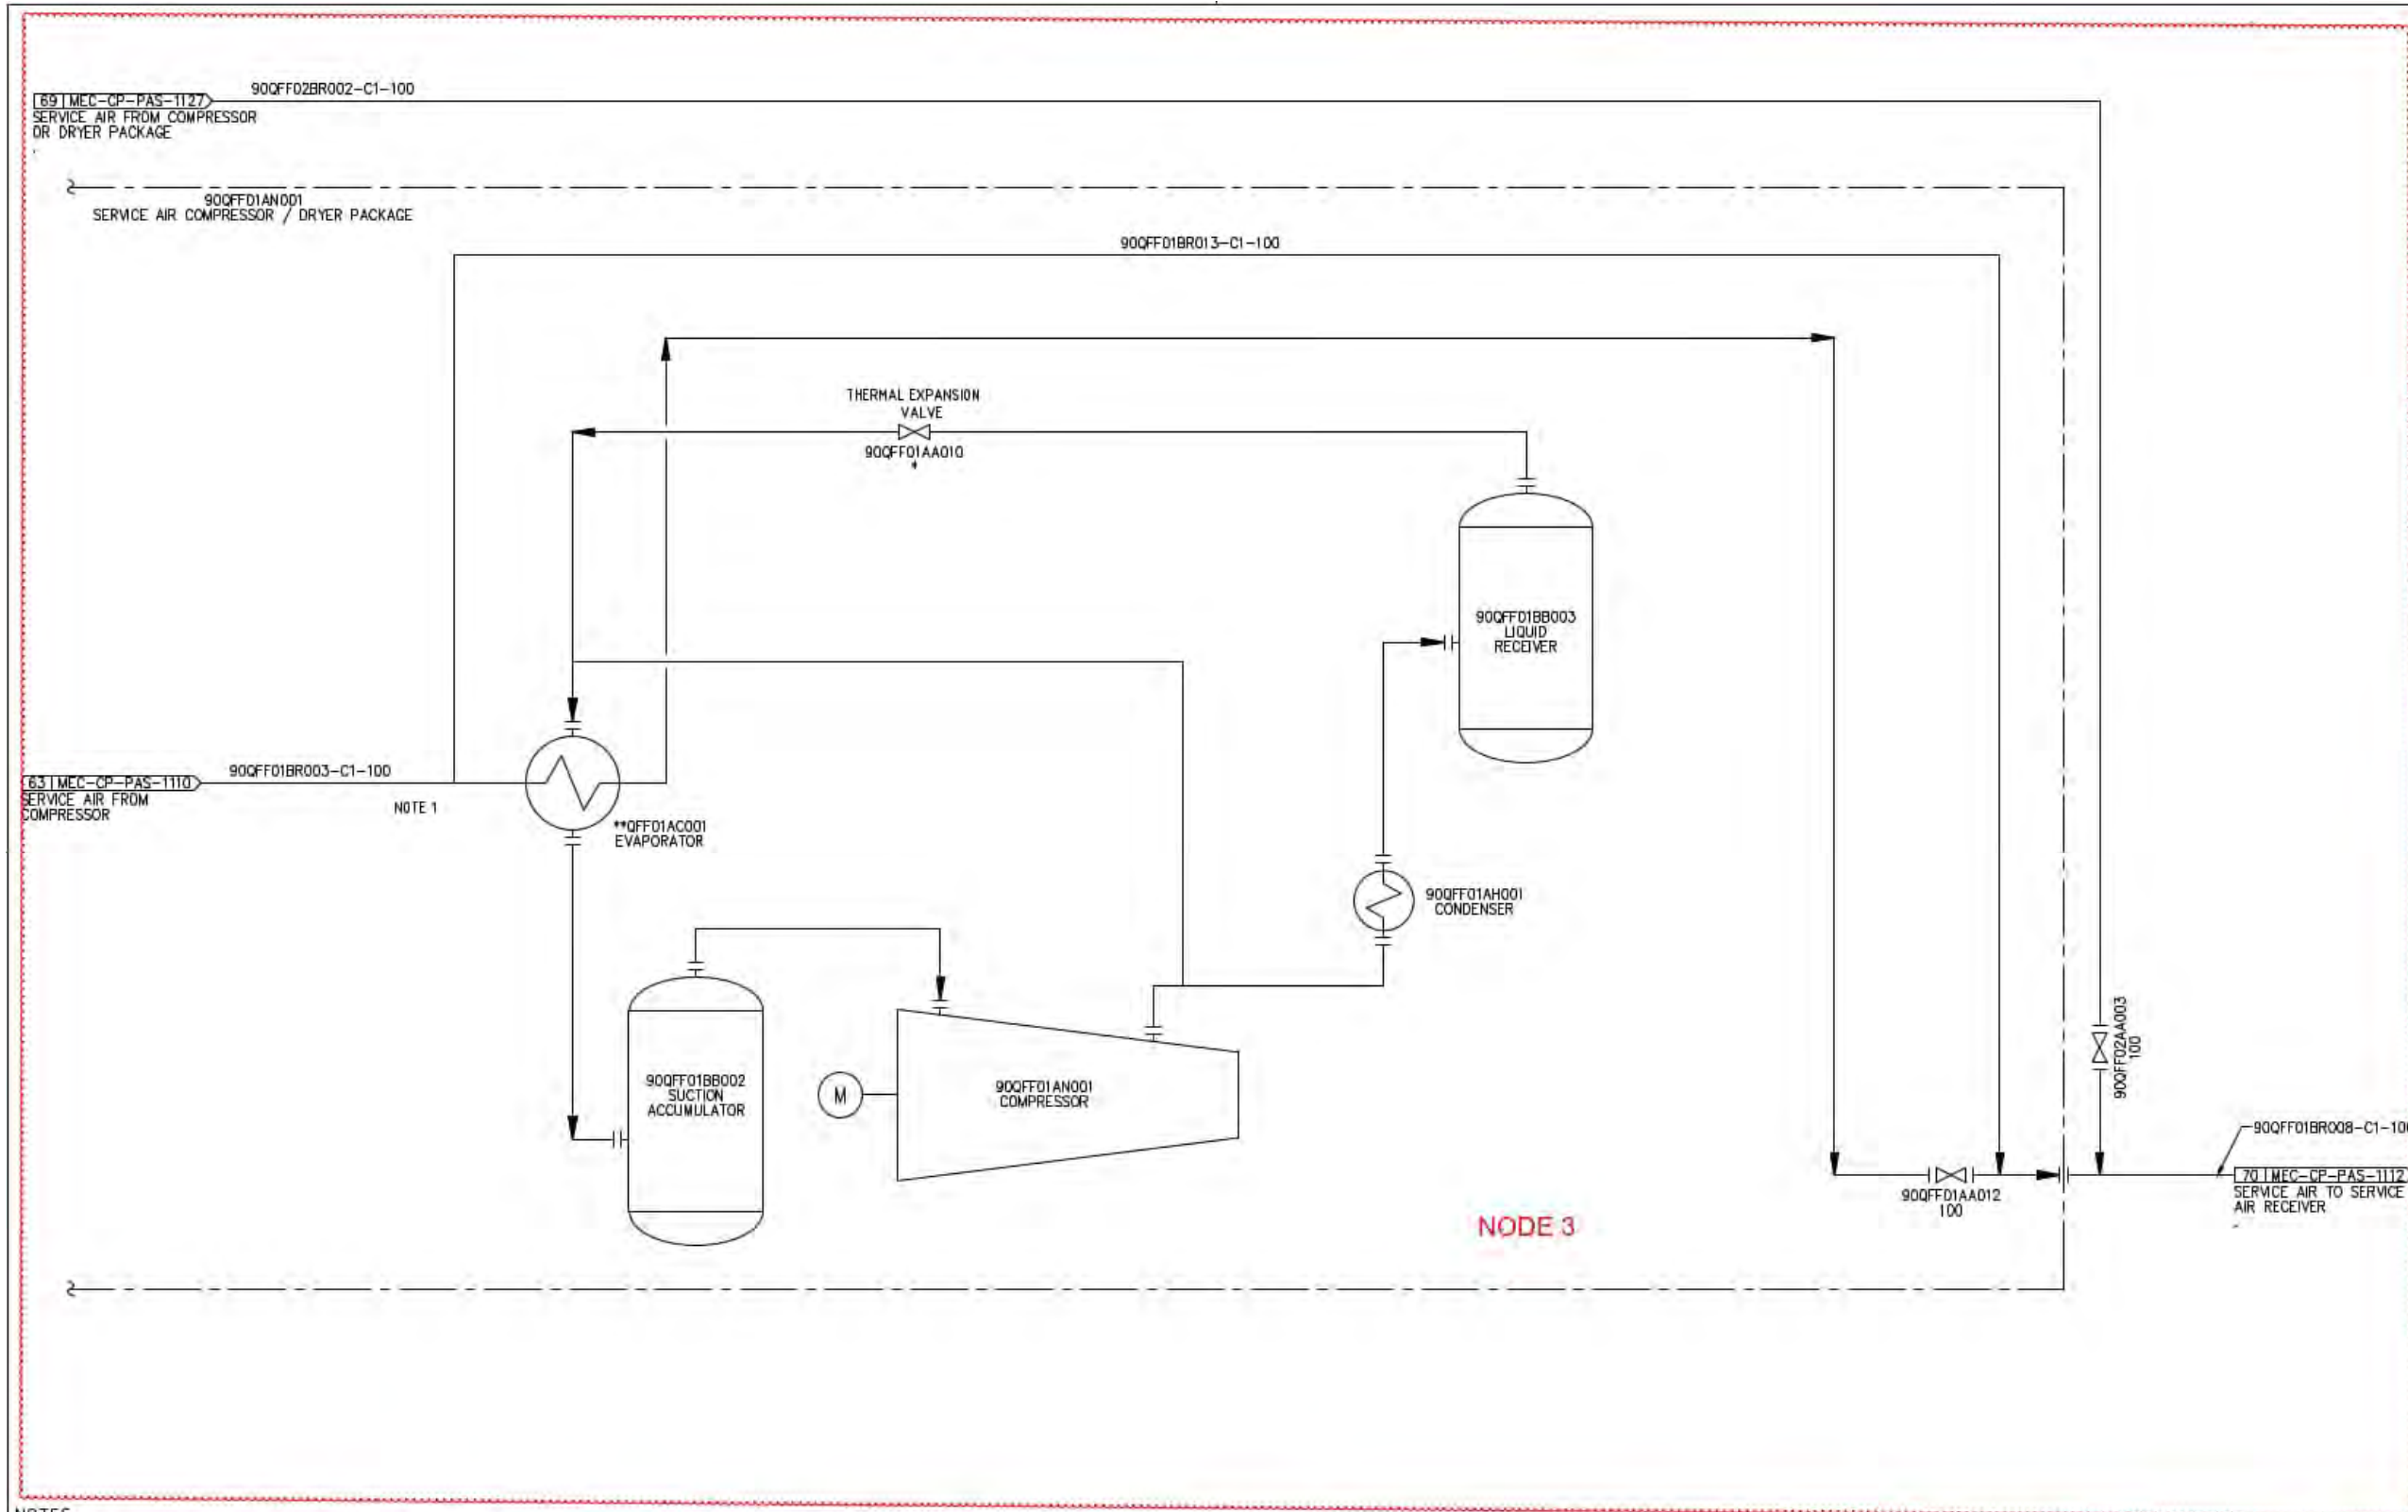 90QFF02BR002-C1-100
69 | MEC-CP-PAS-1127
SERVICE AIR FROM COMPRESSOR
OR DRYER PACKAGE
90QFF01AN001
SERVICE AIR COMPRESSOR / DRYER PACKAGE
90QFF01BR013-C1-100
THERMAL EXPANSION
VALVE
90QFF01AA010
*
90QFF01BB003
LIQUID
RECEIVER
90QFF01BR003-C1-100
63 | MEC-CP-PAS-1110
SERVICE AIR FROM
COMPRESSOR
NOTE 1
**QFF01AC001
EVAPORATOR
90QFF01AH001
CONDENSER
90QFF01BB002
SUCTION
ACCUMULATOR
M
90QFF01AN001
COMPRESSOR
90QFF02AA003
100
90QFF01BR008-C1-10
70 | MEC-CP-PAS-1112
SERVICE AIR TO SERVICE
AIR RECEIVER
90QFF01AA012
100
NODE 3